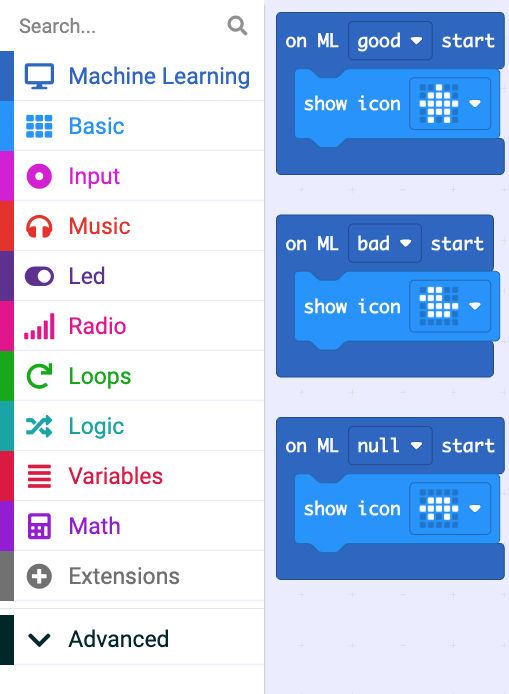 Search...
Machine Learning
Basic
Input
Music
Led
Radio
Loops
Logic
Variables
Math
Extensions
Advanced
on ML good start
show icon
on ML bad start
show icon
on ML null start
show icon